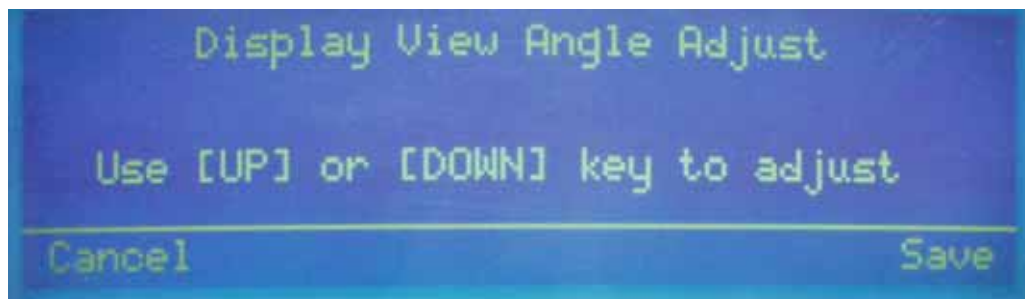 Display View Angle Adjust
Use [UP] or [DOWN] key to adjust
Cancel Save